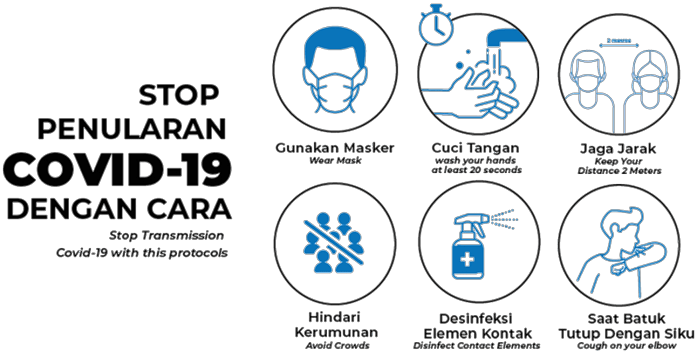 STOP
PENULARAN
COVID-19
DENGAN CARA
Stop Transmission
Covid-19 with this protocols
Gunakan Masker
Wear Mask
Cuci Tangan
wash your hands
at least 20 seconds
2 meters
Jaga Jarak
Keep Your
Distance 2 Meters
Hindari
Kerumunan
Avoid Crowds
Desinfeksi
Elemen Kontak
Disinfect Contact Elements
Saat Batuk
Tutup Dengan Siku
Cough on your elbow